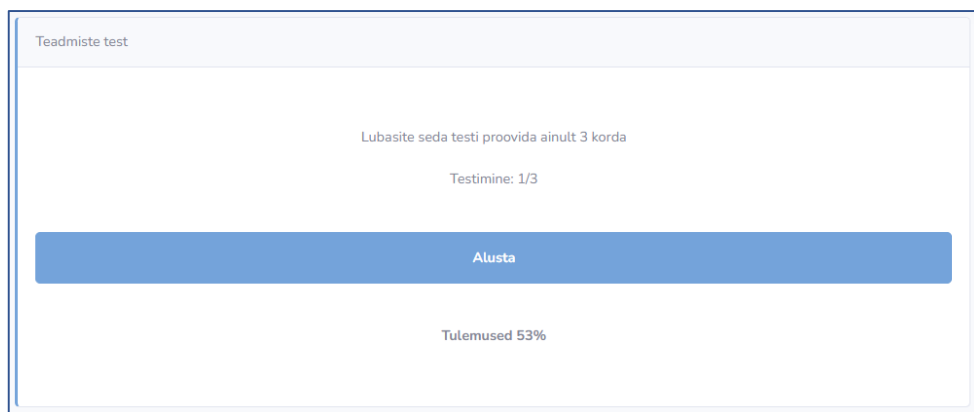 Teadmiste test
Lubasite seda testi proovida ainult 3 korda
Testimine: 1/3
Alusta
Tulemused 53%